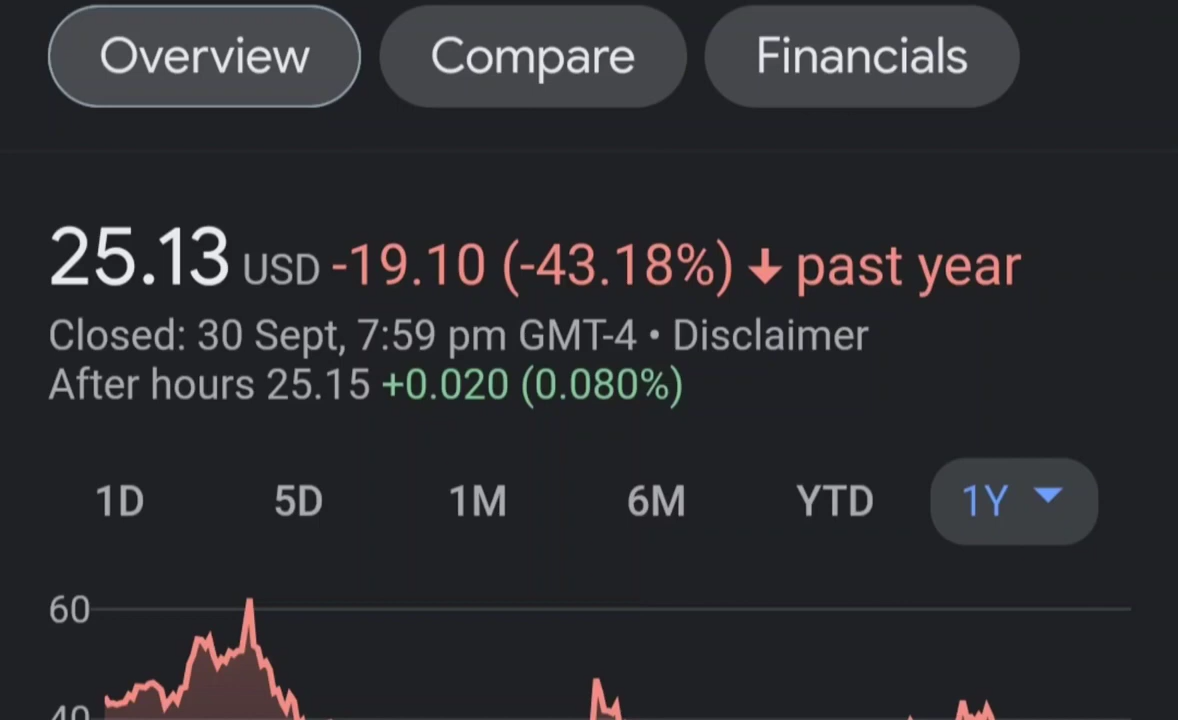 Overview Compare Financials
25.13 USD -19.10 (-43.18%) ↓ past year
Closed: 30 Sept, 7:59 pm GMT-4 • Disclaimer
After hours 25.15 +0.020 (0.080%)
1D 5D 1M 6M YTD 1Y
60
40